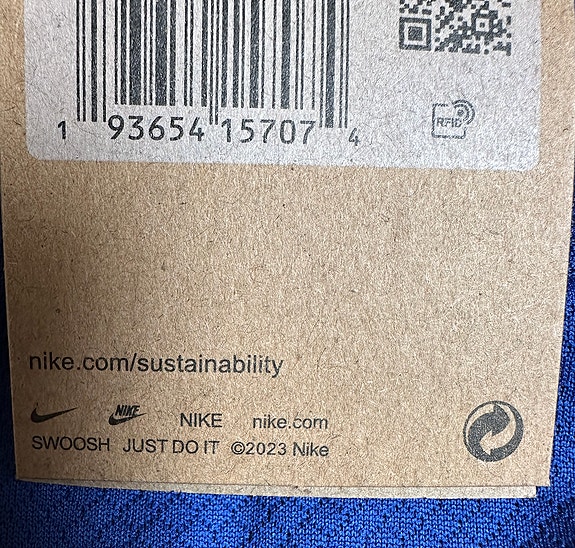 1 93654 15707 4
RFID
nike.com/sustainability
NIKE NIKE nike.com
SWOOSH JUST DO IT ©2023 Nike